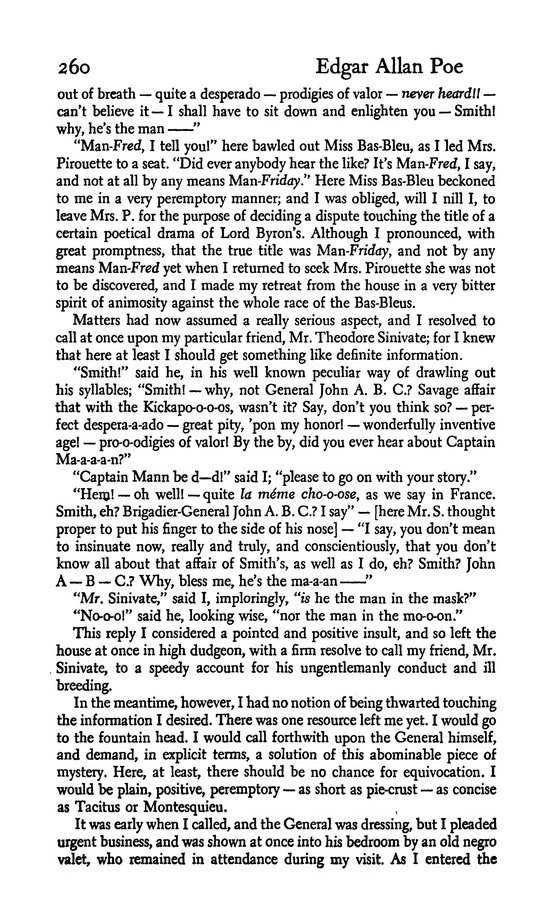 260 Edgar Allan Poe
out of breath — quite a desperado — prodigies of valor — never heard!! —
can't believe it — I shall have to sit down and enlighten you — Smith!
why, he's the man ——"
"Man-Fred, I tell you!" here bawled out Miss Bas-Bleu, as I led Mrs.
Pirouette to a seat. "Did ever anybody hear the like? It's Man-Fred, I say,
and not at all by any means Man-Friday." Here Miss Bas-Bleu beckoned
to me in a very peremptory manner; and I was obliged, will I nill I, to
leave Mrs. P. for the purpose of deciding a dispute touching the title of a
certain poetical drama of Lord Byron's. Although I pronounced, with
great promptness, that the true title was Man-Friday, and not by any
means Man-Fred yet when I returned to seek Mrs. Pirouette she was not
to be discovered, and I made my retreat from the house in a very bitter
spirit of animosity against the whole race of the Bas-Bleus.
Matters had now assumed a really serious aspect, and I resolved to
call at once upon my particular friend, Mr. Theodore Sinivate; for I knew
that here at least I should get something like definite information.
"Smith!" said he, in his well known peculiar way of drawling out
his syllables; "Smith! — why, not General John A. B. C.? Savage affair
that with the Kickapo-o-o-os, wasn't it? Say, don't you think so? — per-
fect despera-a-ado — great pity, 'pon my honor! — wonderfully inventive
age! — pro-o-odigies of valor! By the by, did you ever hear about Captain
Ma-a-a-a-n?"
"Captain Mann be d—d!" said I; "please to go on with your story."
"Hem! — oh well! — quite la méme cho-o-ose, as we say in France.
Smith, eh? Brigadier-General John A. B. C.? I say" — [here Mr. S. thought
proper to put his finger to the side of his nose] — "I say, you don't mean
to insinuate now, really and truly, and conscientiously, that you don't
know all about that affair of Smith's, as well as I do, eh? Smith? John
A — B — C.? Why, bless me, he's the ma-a-an ——"
"Mr. Sinivate," said I, imploringly, "is he the man in the mask?"
"No-o-o!" said he, looking wise, "nor the man in the mo-o-on."
This reply I considered a pointed and positive insult, and so left the
house at once in high dudgeon, with a firm resolve to call my friend, Mr.
Sinivate, to a speedy account for his ungentlemanly conduct and ill
breeding.
In the meantime, however, I had no notion of being thwarted touching
the information I desired. There was one resource left me yet. I would go
to the fountain head. I would call forthwith upon the General himself,
and demand, in explicit terms, a solution of this abominable piece of
mystery. Here, at least, there should be no chance for equivocation. I
would be plain, positive, peremptory — as short as pie-crust — as concise
as Tacitus or Montesquieu.
It was early when I called, and the General was dressing, but I pleaded
urgent business, and was shown at once into his bedroom by an old negro
valet, who remained in attendance during my visit. As I entered the